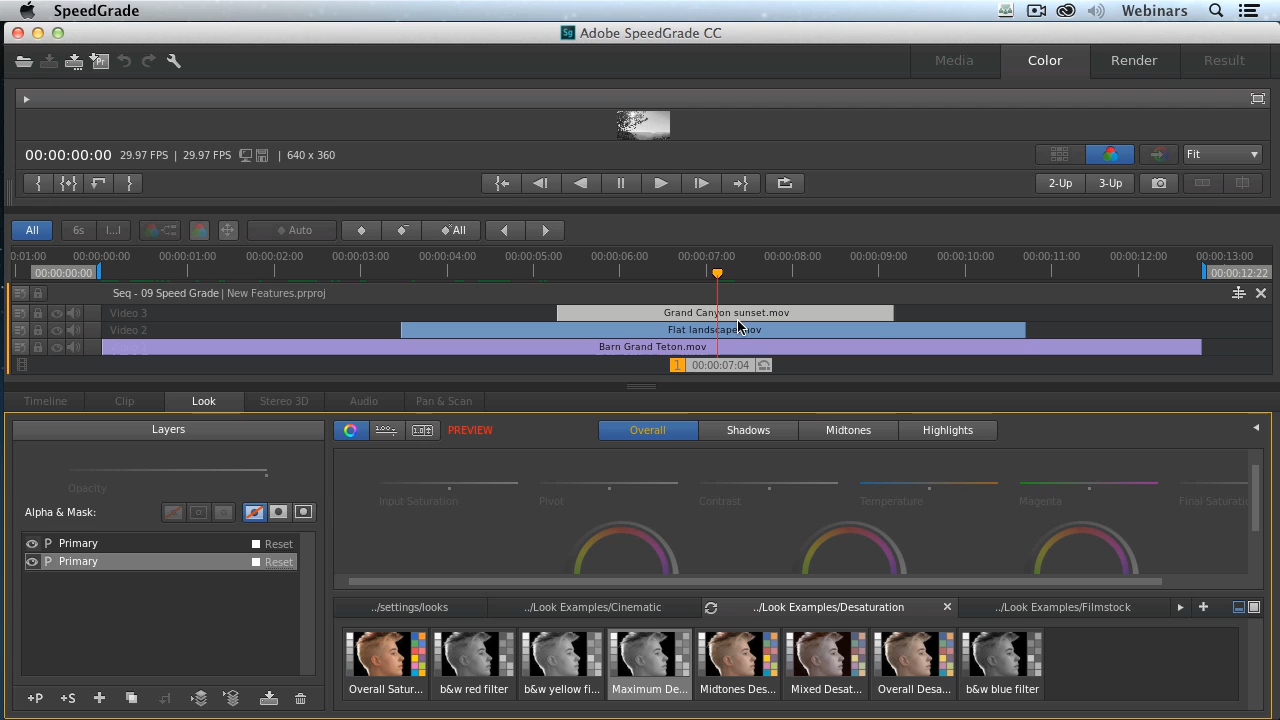 SpeedGrade Webinars
Adobe SpeedGrade CC
Media Color Render Result
00:00:00:00 29.97 FPS | 29.97 FPS | 640 x 360 Fit
2-Up 3-Up
All 6s [...] Auto All
0:01:00 00:00:00:00 00:00:01:00 00:00:02:00 00:00:03:00 00:00:04:00 00:00:05:00 00:00:06:00 00:00:07:00 00:00:08:00 00:00:09:00 00:00:10:00 00:00:11:00 00:00:12:00 00:00:13:00
00:00:00:00 00:00:12:22
Seq - 09 Speed Grade | New Features.prproj
Video 3 Grand Canyon sunset.mov
Video 2 Flat landscape.mov
Barn Grand Teton.mov
1 00:00:07:04
Timeline Clip Look Stereo 3D Audio Pan & Scan
Layers
PREVIEW Overall Shadows Midtones Highlights
Opacity
Input Saturation Pivot Contrast Temperature Magenta Final Saturatio
Alpha & Mask:
P Primary Reset
P Primary Reset
../settings/looks ../Look Examples/Cinematic ../Look Examples/Desaturation ../Look Examples/Filmstock
Overall Satur... b&w red filter b&w yellow fi... Maximum De... Midtones Des... Mixed Desat... Overall Desa... b&w blue filter
+P +S